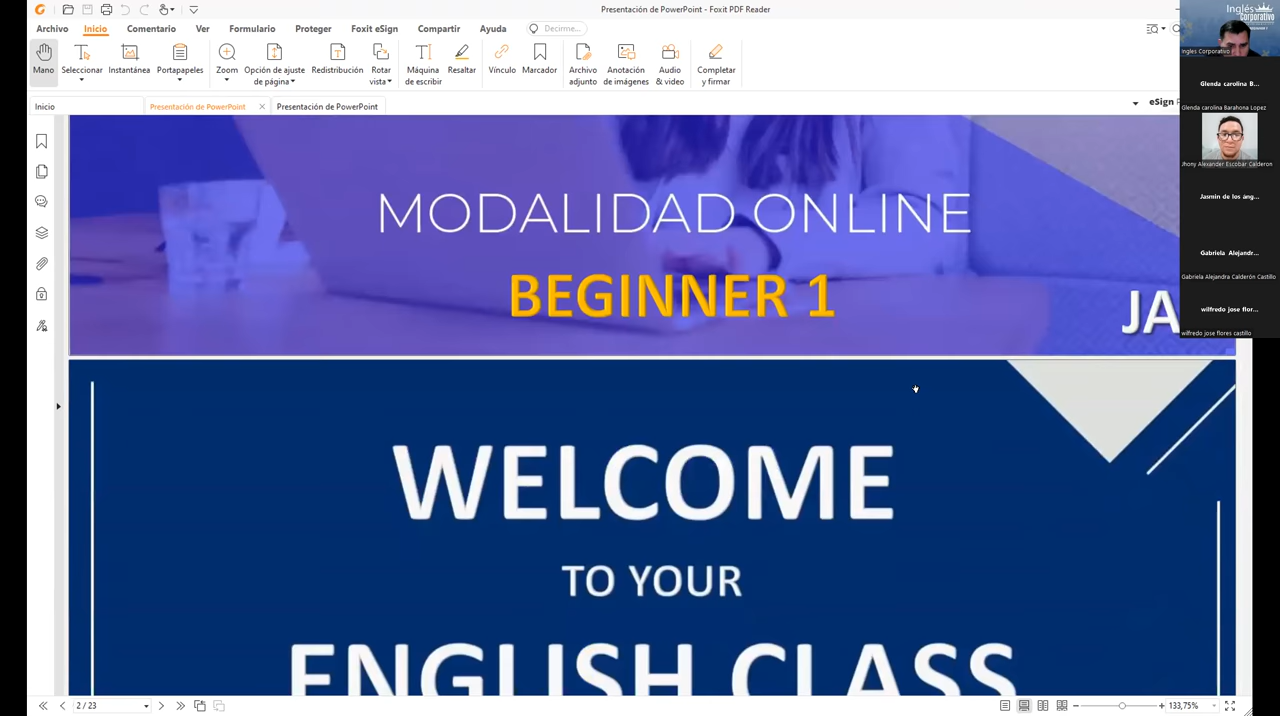 Presentación de PowerPoint - Foxit PDF Reader
Archivo Inicio Comentario Ver Formulario Proteger Foxit eSign Compartir Ayuda Decirme...
Mano
Seleccionar
Instantánea
Portapapeles
Zoom
Opción de ajuste
de página
Redistribución
Rotar
vista
Máquina
de escribir
Resaltar
Vínculo
Marcador
Archivo
adjunto
Anotación
de imágenes
Audio
& vídeo
Completar
y firmar
Inicio
Presentación de PowerPoint
Presentación de PowerPoint
eSign
MODALIDAD ONLINE
BEGINNER 1
JA
WELCOME
TO YOUR
ENGLISH CLASS
Inglés
Corporativo
Ingles Corporativo
Glenda carolina B...
Glenda carolina Barahona Lopez
Jhony Alexander Escobar Calderon
Jasmin de los áng...
Gabriela Alejandr...
Gabriela Alejandra Calderón Castillo
wilfredo jose flor...
wilfredo jose flores castillo
2 / 23
133,75%